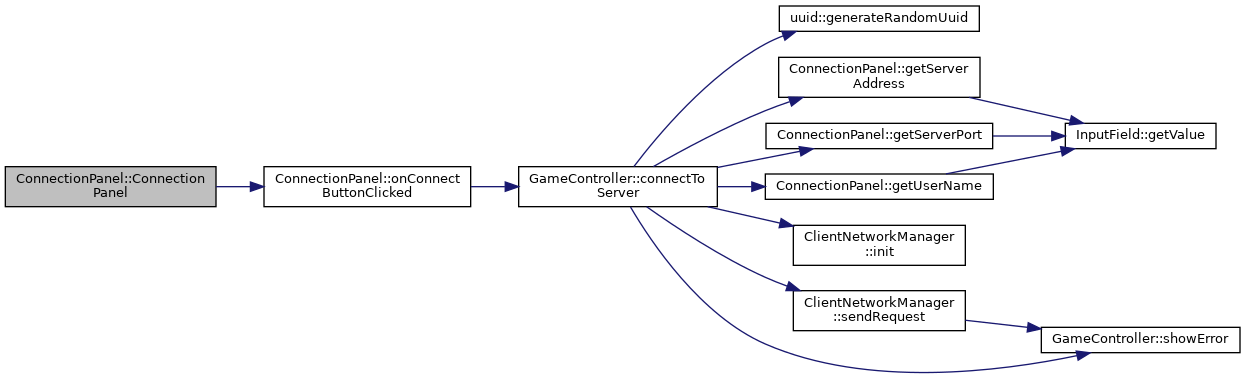 ConnectionPanel::Connection
Panel
ConnectionPanel::onConnect
ButtonClicked
GameController::connectTo
Server
uuid::generateRandomUuid
ConnectionPanel::getServer
Address
ConnectionPanel::getServerPort
ConnectionPanel::getUserName
ClientNetworkManager
::init
ClientNetworkManager
::sendRequest
InputField::getValue
GameController::showError